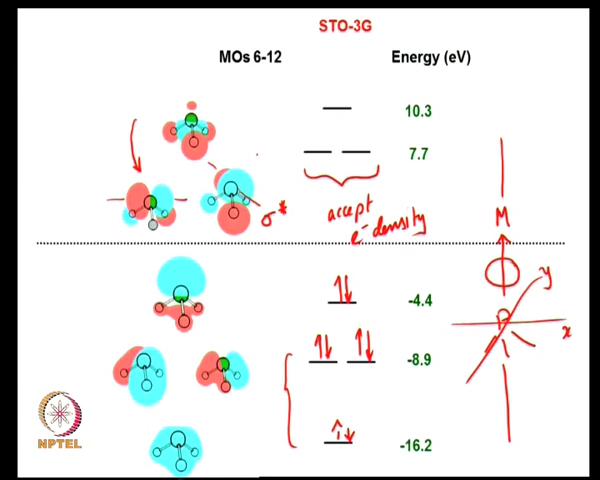 STO-3G
MOs 6-12
Energy (eV)
10.3
7.7
σ*
accept
e- density
M
-4.4
P
y
x
-8.9
-16.2
NPTEL